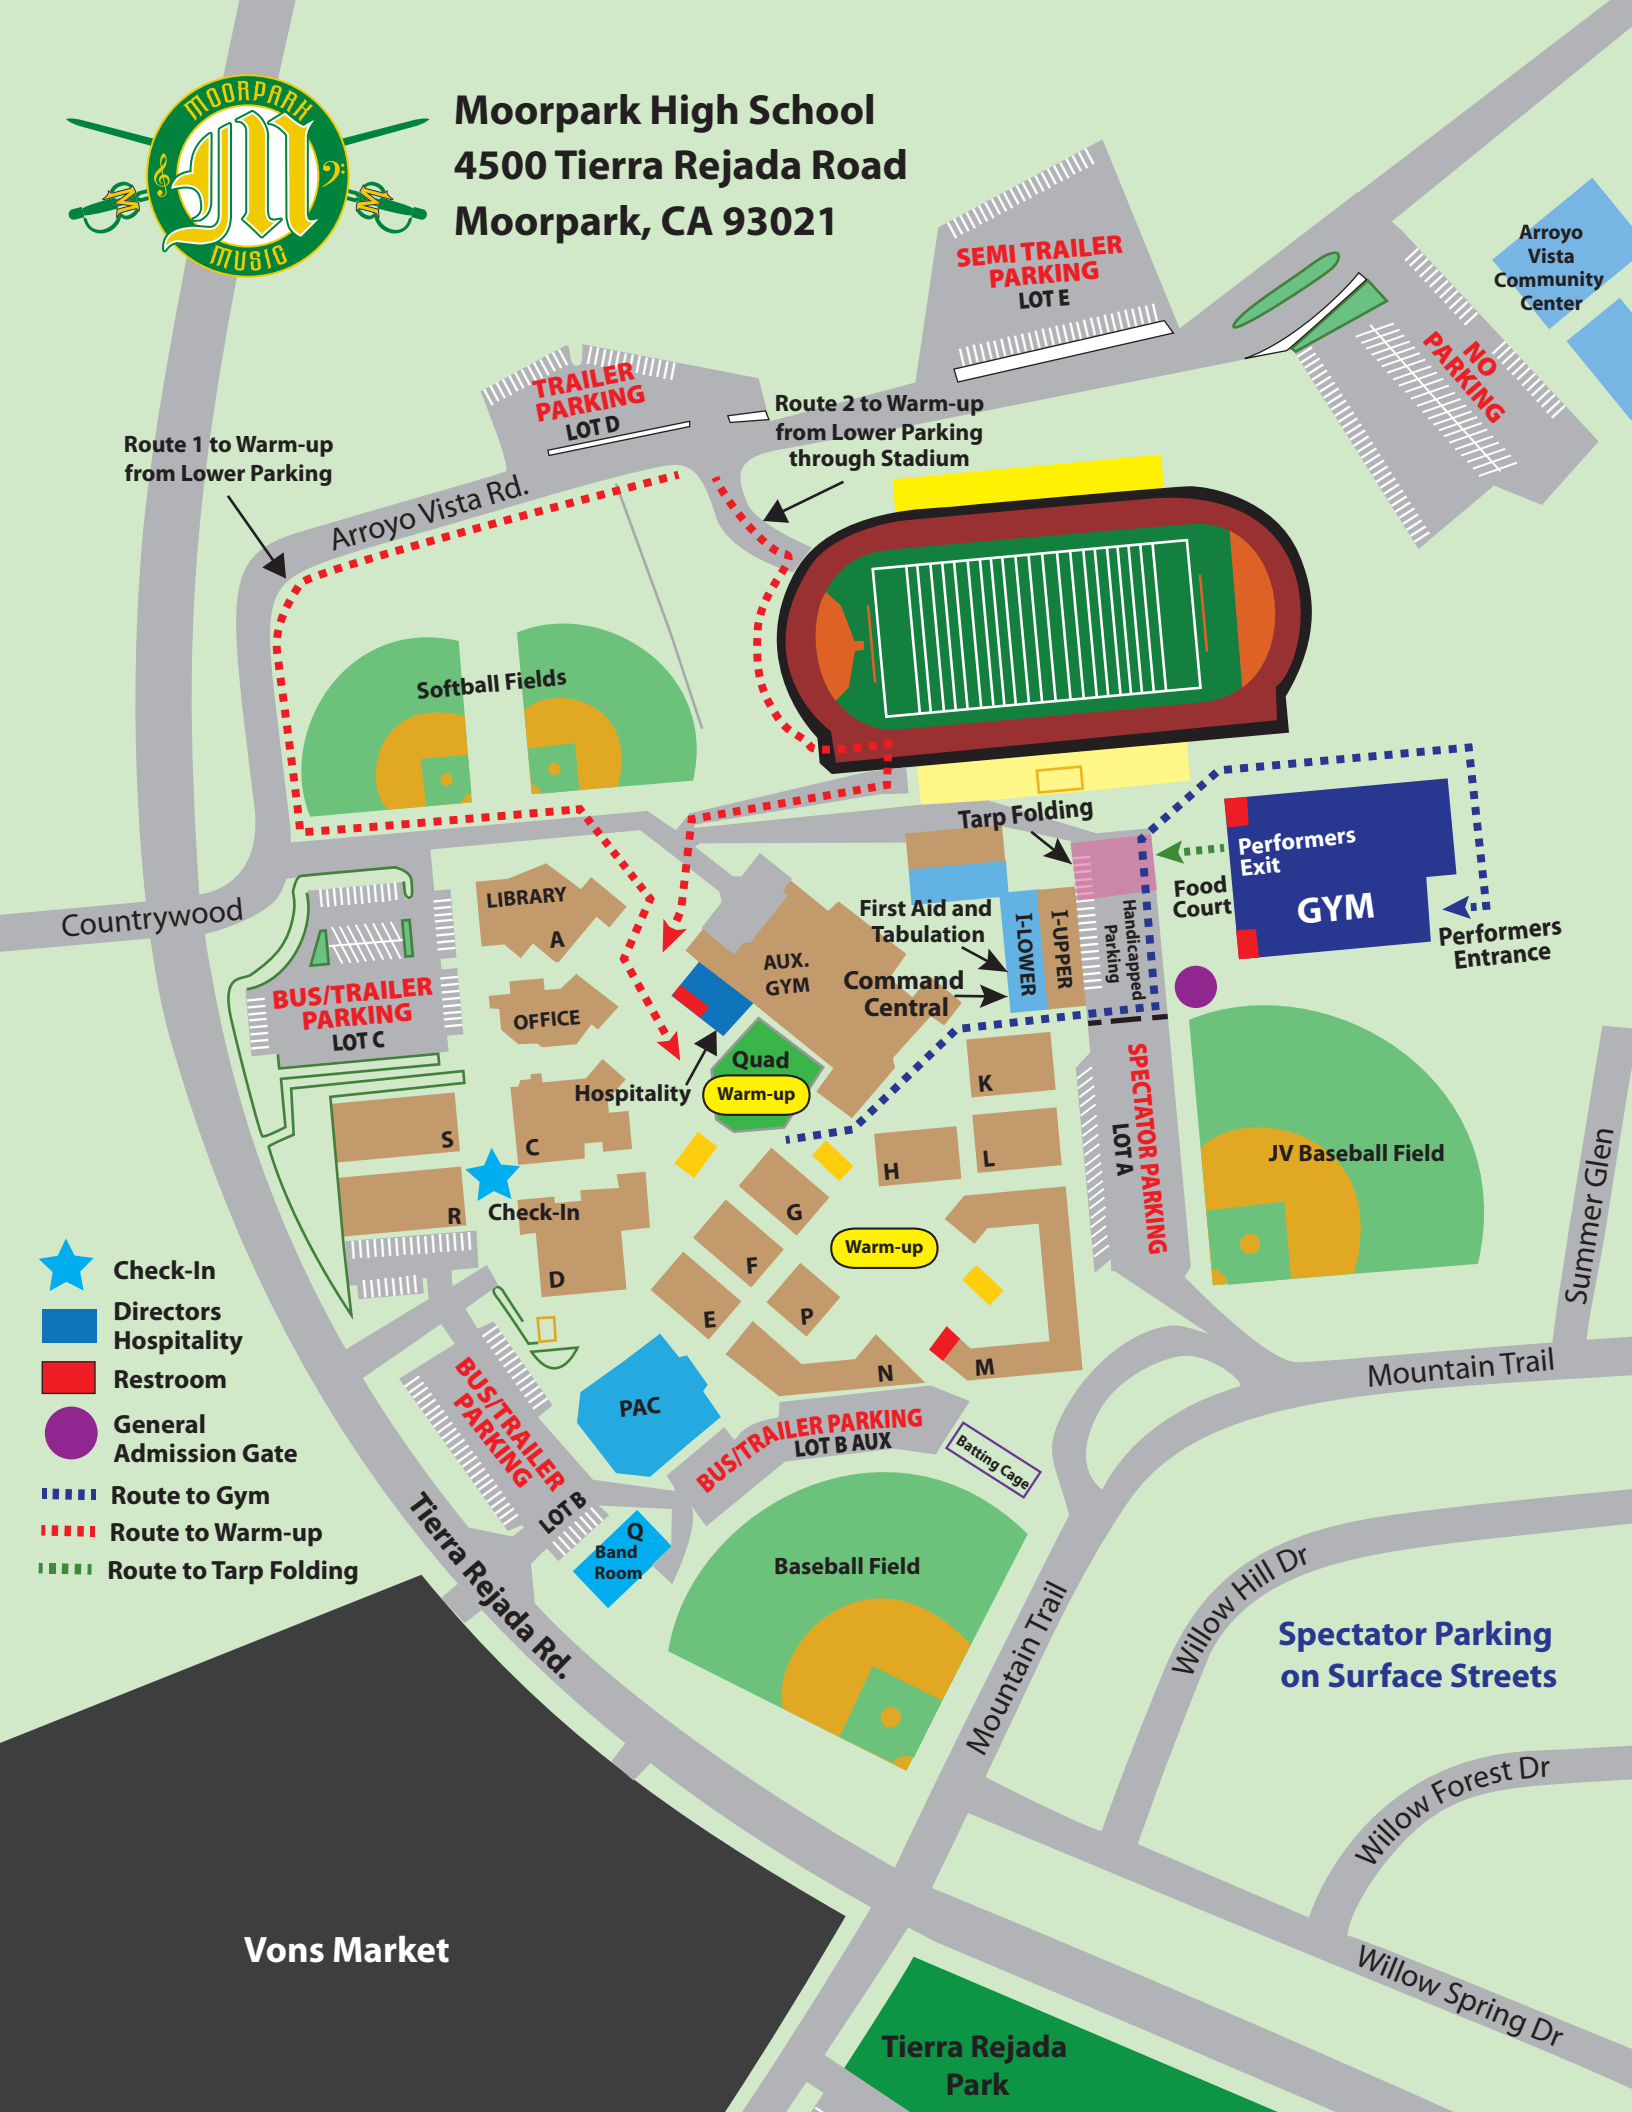 MOORPARK
M
MUSIC
Moorpark High School
4500 Tierra Rejada Road
Moorpark, CA 93021
SEMI TRAILER
PARKING
LOT E
Arroyo
Vista
Community
Center
NO
PARKING
TRAILER
PARKING
LOT D
Route 2 to Warm-up
from Lower Parking
through Stadium
Route 1 to Warm-up
from Lower Parking
Arroyo Vista Rd.
Softball Fields
Tarp Folding
Performers
Exit
GYM
Food
Court
Performers
Entrance
Handicapped
Parking
First Aid and
Tabulation
Command
Central
I-LOWER
I-UPPER
Countrywood
LIBRARY
A
AUX.
GYM
BUS/TRAILER
PARKING
LOT C
OFFICE
Quad
Warm-up
Hospitality
K
SPECTATOR PARKING
LOT A
S
C
H
L
JV Baseball Field
Summer Glen
R
Check-In
G
Warm-up
D
F
E
P
N
M
Mountain Trail
Check-In
Directors
Hospitality
Restroom
General
Admission Gate
Route to Gym
Route to Warm-up
Route to Tarp Folding
BUS/TRAILER
PARKING
LOT B
PAC
BUS/TRAILER PARKING
LOT B AUX
Batting Cage
Q
Band
Room
Tierra Rejada Rd.
Baseball Field
Mountain Trail
Willow Hill Dr
Spectator Parking
on Surface Streets
Willow Forest Dr
Willow Spring Dr
Vons Market
Tierra Rejada
Park